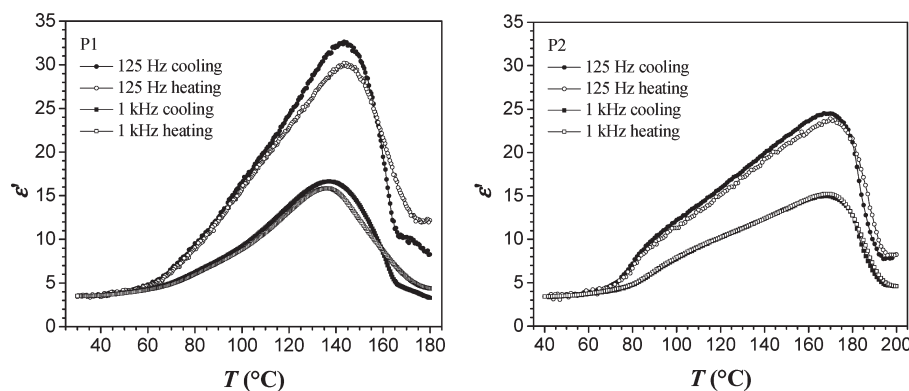 P1
125 Hz cooling
125 Hz heating
1 kHz cooling
1 kHz heating
35
30
25
20
15
10
5
0
ε'
40 60 80 100 120 140 160 180
T (°C)
P2
125 Hz cooling
125 Hz heating
1 kHz cooling
1 kHz heating
35
30
25
20
15
10
5
0
ε'
40 60 80 100 120 140 160 180 200
T (°C)